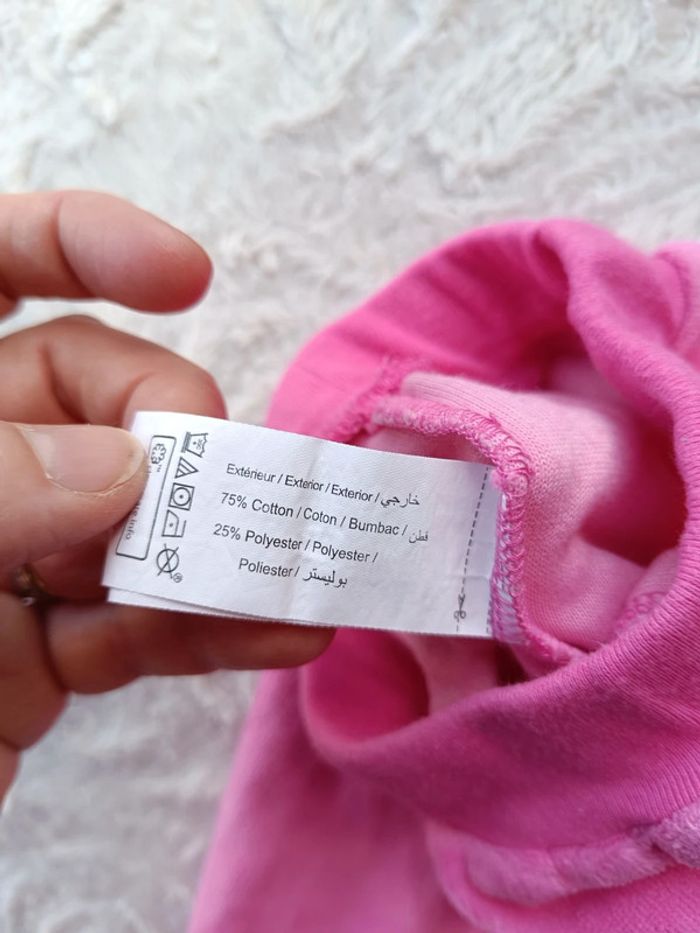 Extérieur / Exterior / Exterior / خارجي
75% Cotton / Coton / Bumbac / قطن
25% Polyester / Polyester /
Poliester / بوليستر